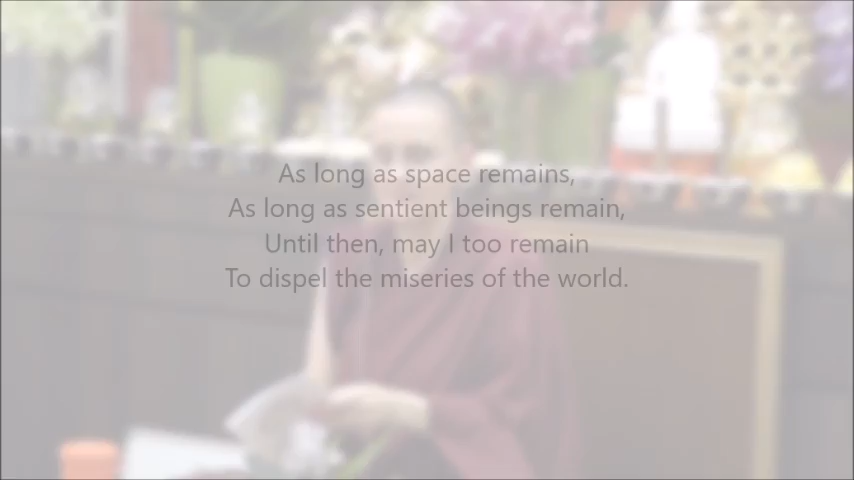 As long as space remains,
As long as sentient beings remain,
Until then, may I too remain
To dispel the miseries of the world.